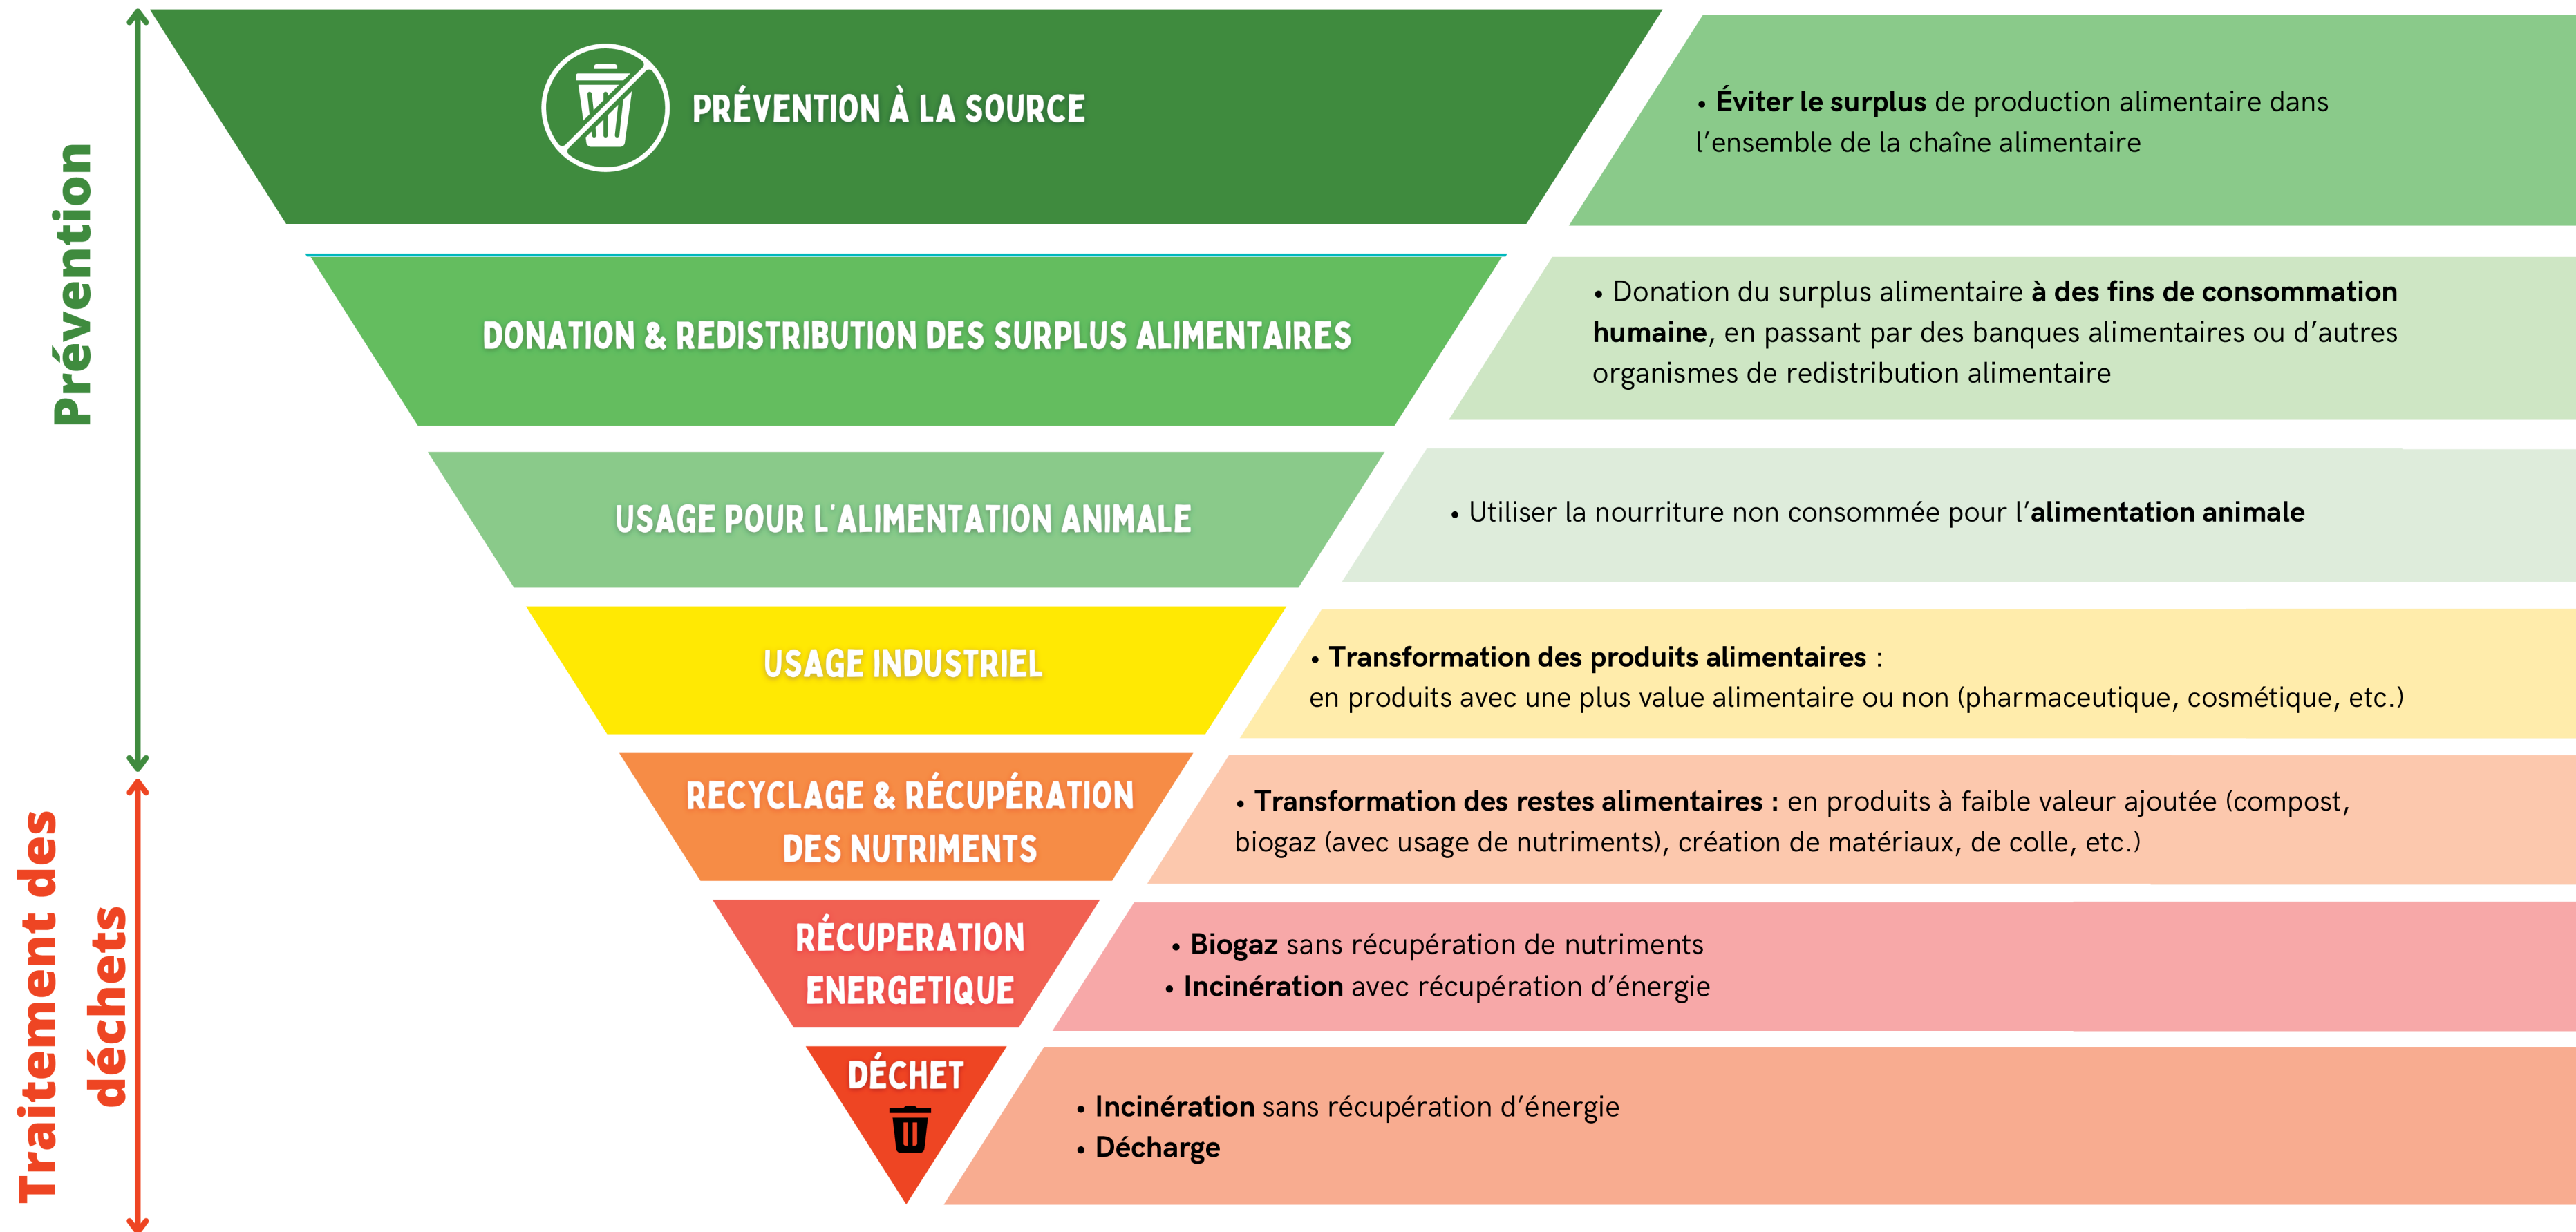 Prévention
PRÉVENTION À LA SOURCE
• Éviter le surplus de production alimentaire dans
l’ensemble de la chaîne alimentaire
DONATION & REDISTRIBUTION DES SURPLUS ALIMENTAIRES
• Donation du surplus alimentaire à des fins de consommation
humaine, en passant par des banques alimentaires ou d’autres
organismes de redistribution alimentaire
USAGE POUR L'ALIMENTATION ANIMALE
• Utiliser la nourriture non consommée pour l’alimentation animale
USAGE INDUSTRIEL
• Transformation des produits alimentaires :
en produits avec une plus value alimentaire ou non (pharmaceutique, cosmétique, etc.)
Traitement des
déchets
RECYCLAGE & RÉCUPÉRATION
DES NUTRIMENTS
• Transformation des restes alimentaires : en produits à faible valeur ajoutée (compost,
biogaz (avec usage de nutriments), création de matériaux, de colle, etc.)
RÉCUPERATION
ENERGETIQUE
• Biogaz sans récupération de nutriments
• Incinération avec récupération d’énergie
DÉCHET
• Incinération sans récupération d’énergie
• Décharge